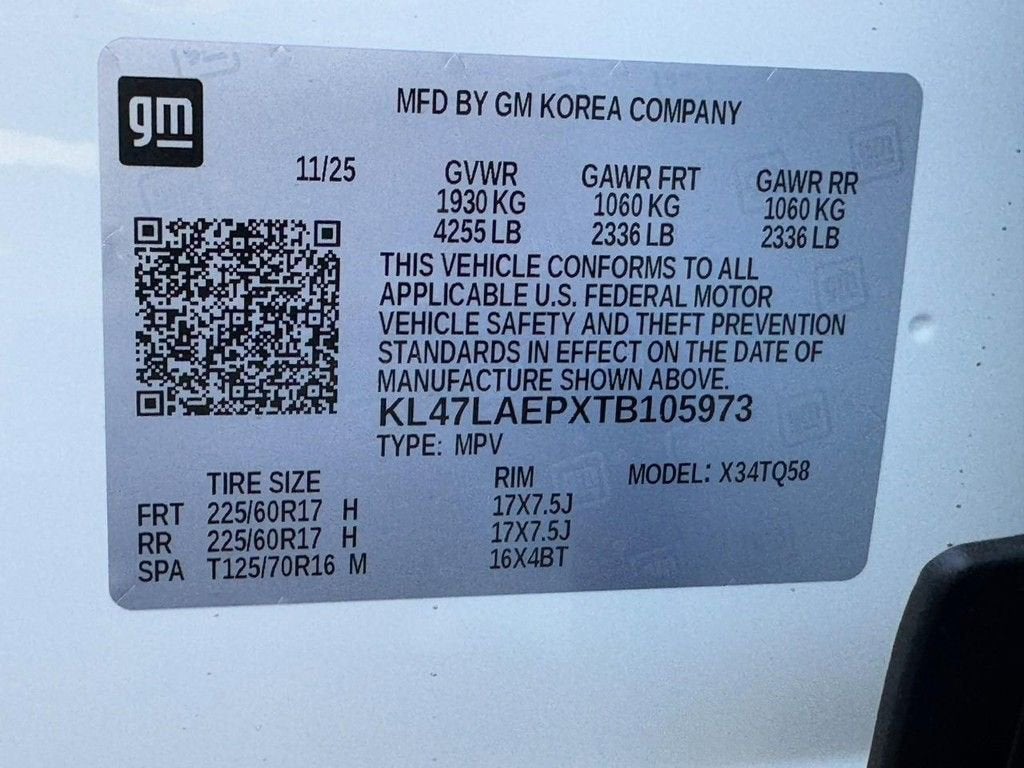 gm
MFD BY GM KOREA COMPANY
11/25 GVWR GAWR FRT GAWR RR
1930 KG 1060 KG 1060 KG
4255 LB 2336 LB 2336 LB
THIS VEHICLE CONFORMS TO ALL
APPLICABLE U.S. FEDERAL MOTOR
VEHICLE SAFETY AND THEFT PREVENTION
STANDARDS IN EFFECT ON THE DATE OF
MANUFACTURE SHOWN ABOVE.
KL47LAEPXTB105973
TYPE: MPV
TIRE SIZE RIM MODEL: X34TQ58
FRT 225/60R17 H 17X7.5J
RR 225/60R17 H 17X7.5J
SPA T125/70R16 M 16X4BT